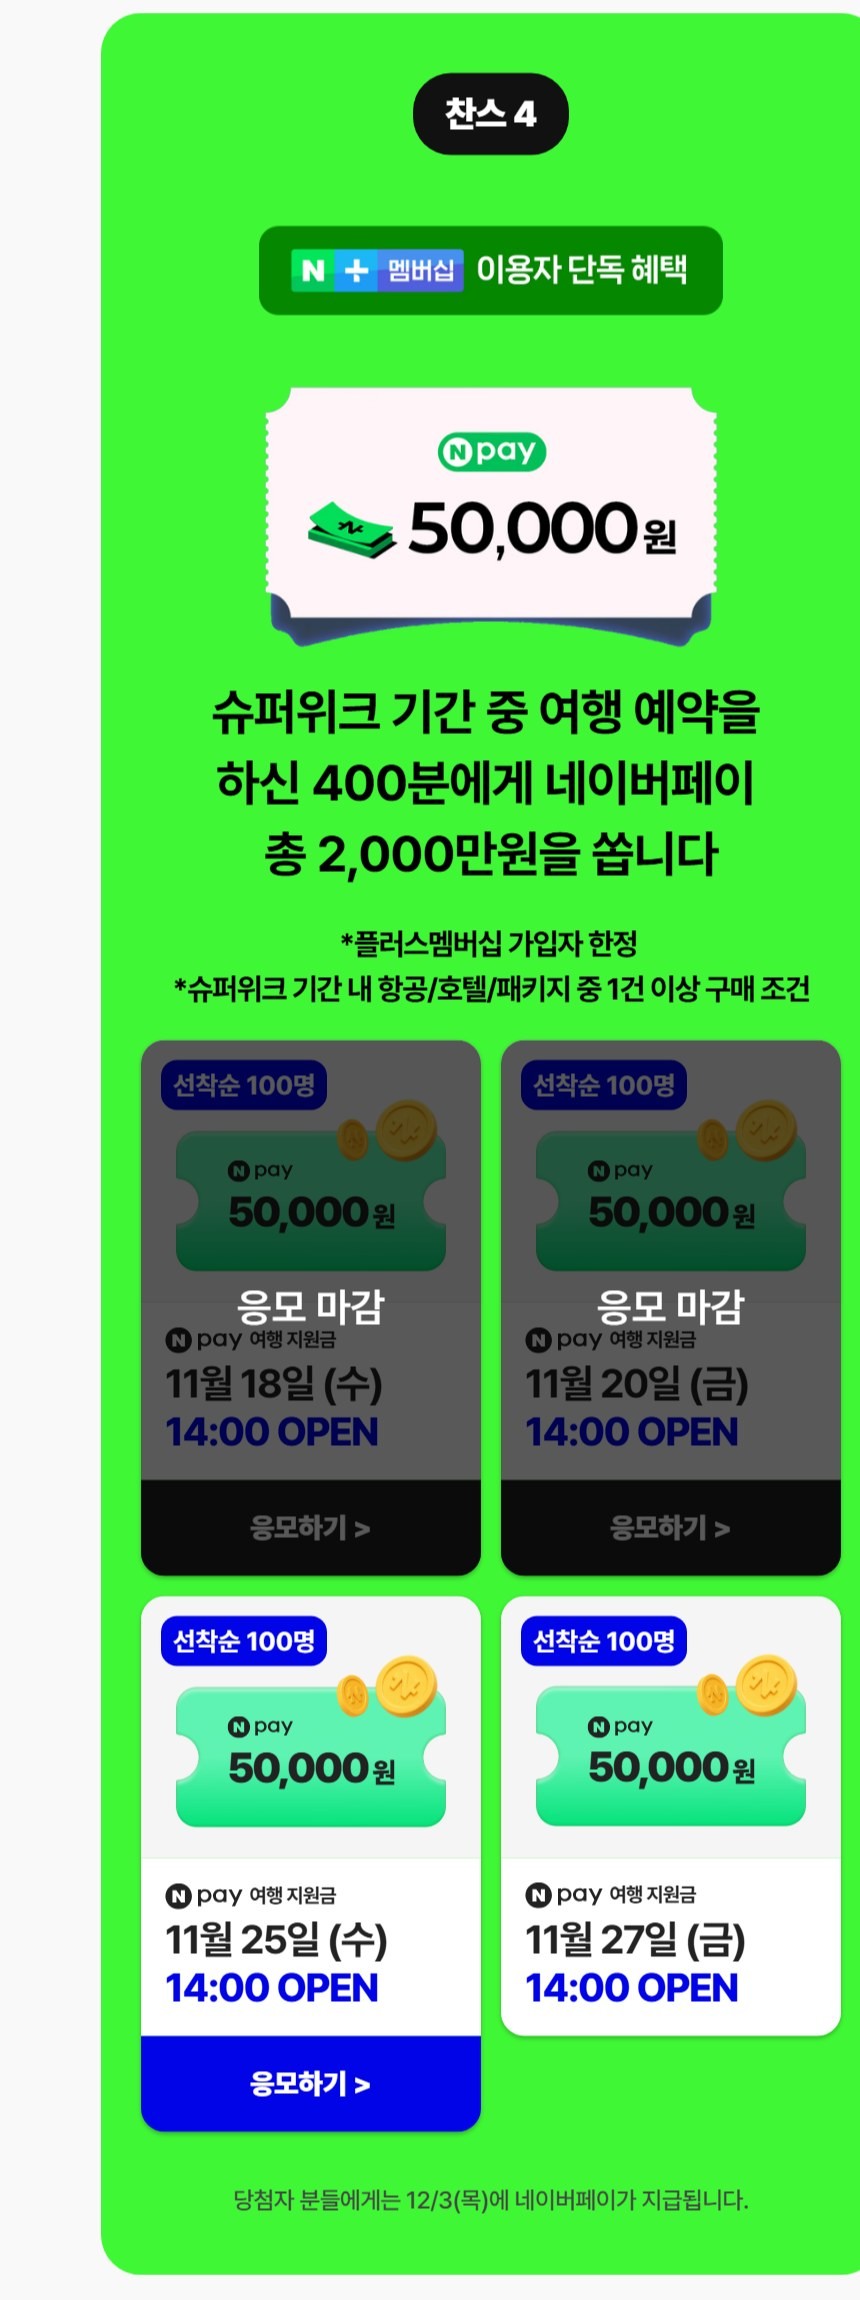 찬스 4
N + 멤버십 이용자 단독 혜택
N pay
50,000원
슈퍼위크 기간 중 여행 예약을
하신 400분에게 네이버페이
총 2,000만원을 쏩니다
*플러스멤버십 가입자 한정
*슈퍼위크 기간 내 항공/호텔/패키지 중 1건 이상 구매 조건
선착순 100명
N pay
50,000원
응모 마감
N pay 여행 지원금
11월 18일 (수)
14:00 OPEN
응모하기 >
선착순 100명
N pay
50,000원
응모 마감
N pay 여행 지원금
11월 20일 (금)
14:00 OPEN
응모하기 >
선착순 100명
N pay
50,000원
N pay 여행 지원금
11월 25일 (수)
14:00 OPEN
응모하기 >
선착순 100명
N pay
50,000원
N pay 여행 지원금
11월 27일 (금)
14:00 OPEN
당첨자 분들에게는 12/3(목)에 네이버페이가 지급됩니다.